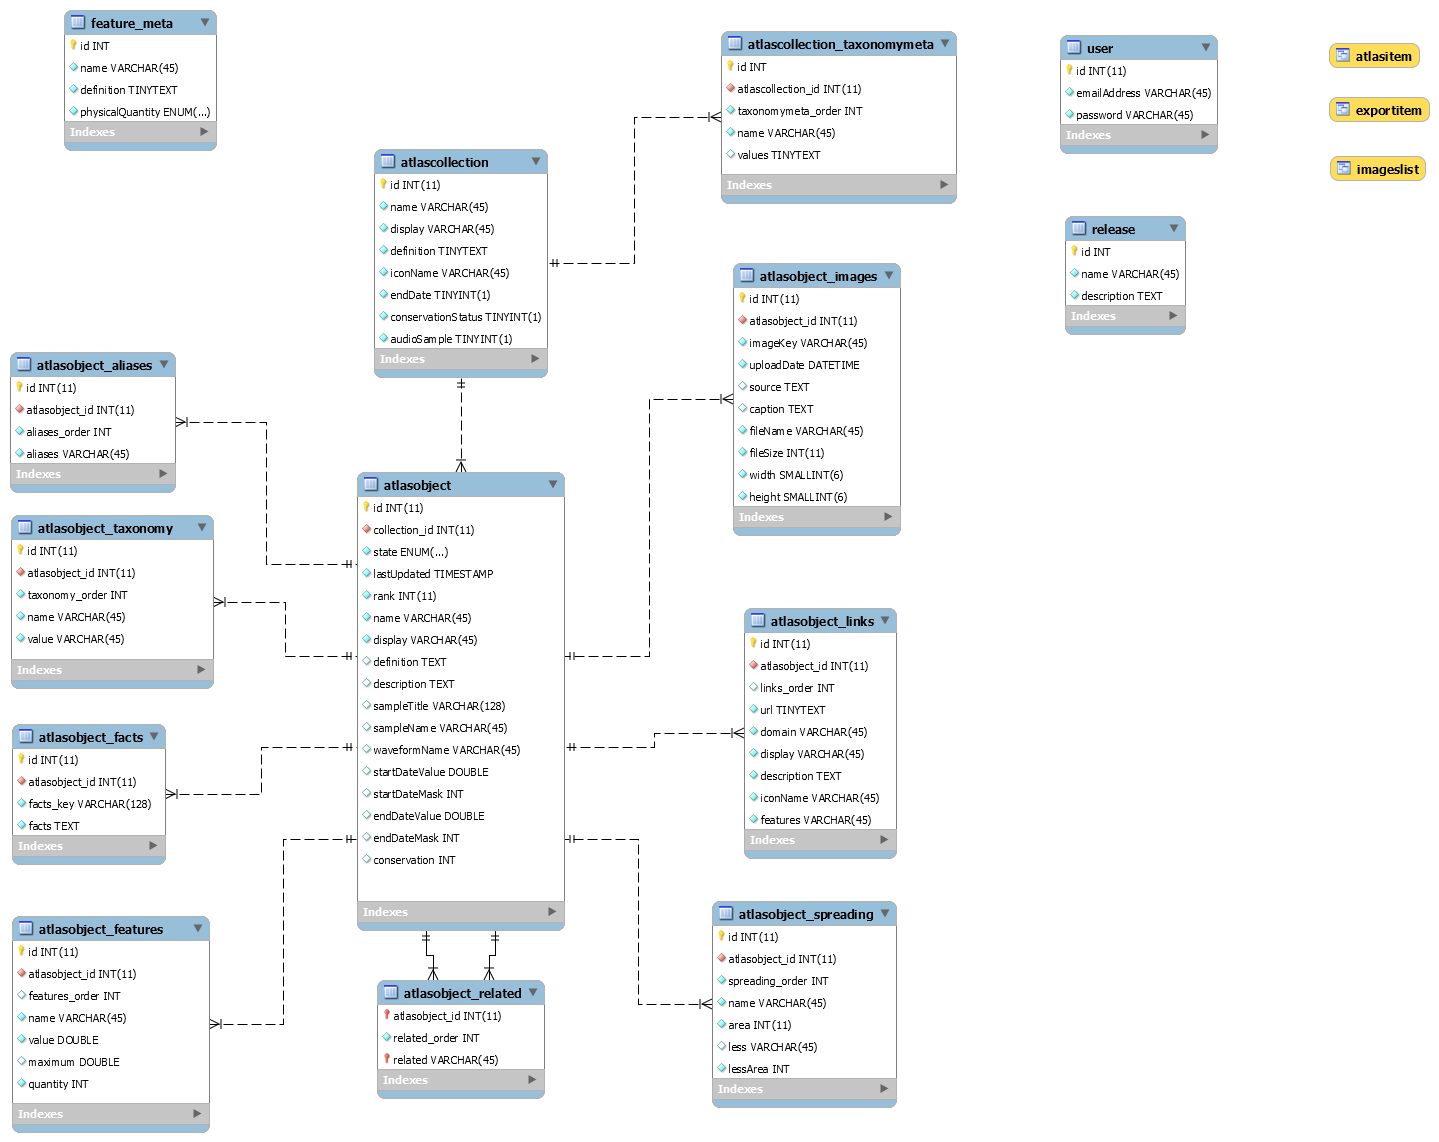 feature_meta
id INT
name VARCHAR(45)
definition TINYTEXT
physicalQuantity ENUM(...)
Indexes
atlascollection
id INT(11)
name VARCHAR(45)
display VARCHAR(45)
definition TINYTEXT
iconName VARCHAR(45)
endDate TINYINT(1)
conservationStatus TINYINT(1)
audioSample TINYINT(1)
Indexes
atlascollection_taxonomymeta
id INT
atlascollection_id INT(11)
taxonomymeta_order INT
name VARCHAR(45)
values TINYTEXT
Indexes
user
id INT(11)
emailAddress VARCHAR(45)
password VARCHAR(45)
Indexes
atlasitem
exportitem
imageslist
release
id INT
name VARCHAR(45)
description TEXT
Indexes
atlasobject_images
id INT(11)
atlasobject_id INT(11)
imageKey VARCHAR(45)
uploadDate DATETIME
source TEXT
caption TEXT
fileName VARCHAR(45)
fileSize INT(11)
width SMALLINT(6)
height SMALLINT(6)
Indexes
atlasobject_aliases
id INT(11)
atlasobject_id INT(11)
aliases_order INT
aliases VARCHAR(45)
Indexes
atlasobject_taxonomy
id INT(11)
atlasobject_id INT(11)
taxonomy_order INT
name VARCHAR(45)
value VARCHAR(45)
Indexes
atlasobject
id INT(11)
collection_id INT(11)
state ENUM(...)
lastUpdated TIMESTAMP
rank INT(11)
name VARCHAR(45)
display VARCHAR(45)
definition TEXT
description TEXT
sampleTitle VARCHAR(128)
sampleName VARCHAR(45)
waveformName VARCHAR(45)
startDateValue DOUBLE
startDateMask INT
endDateValue DOUBLE
endDateMask INT
conservation INT
Indexes
atlasobject_links
id INT(11)
atlasobject_id INT(11)
links_order INT
url TINYTEXT
domain VARCHAR(45)
display VARCHAR(45)
description TEXT
iconName VARCHAR(45)
features VARCHAR(45)
Indexes
atlasobject_facts
id INT(11)
atlasobject_id INT(11)
facts_key VARCHAR(128)
facts TEXT
Indexes
atlasobject_features
id INT(11)
atlasobject_id INT(11)
features_order INT
name VARCHAR(45)
value DOUBLE
maximum DOUBLE
quantity INT
Indexes
atlasobject_related
atlasobject_id INT(11)
related_order INT
related VARCHAR(45)
Indexes
atlasobject_spreading
id INT(11)
atlasobject_id INT(11)
spreading_order INT
name VARCHAR(45)
area INT(11)
less VARCHAR(45)
lessArea INT
Indexes